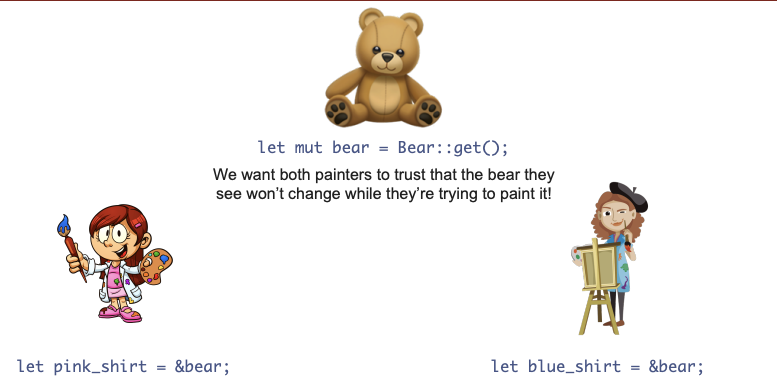 let mut bear = Bear::get();
We want both painters to trust that the bear they
see won’t change while they’re trying to paint it!
let pink_shirt = &bear;
let blue_shirt = &bear;